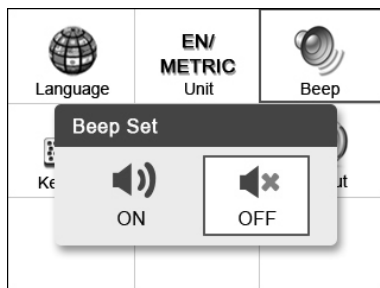 EN/
METRIC
Language
Unit
Beep
Beep Set
ON
OFF